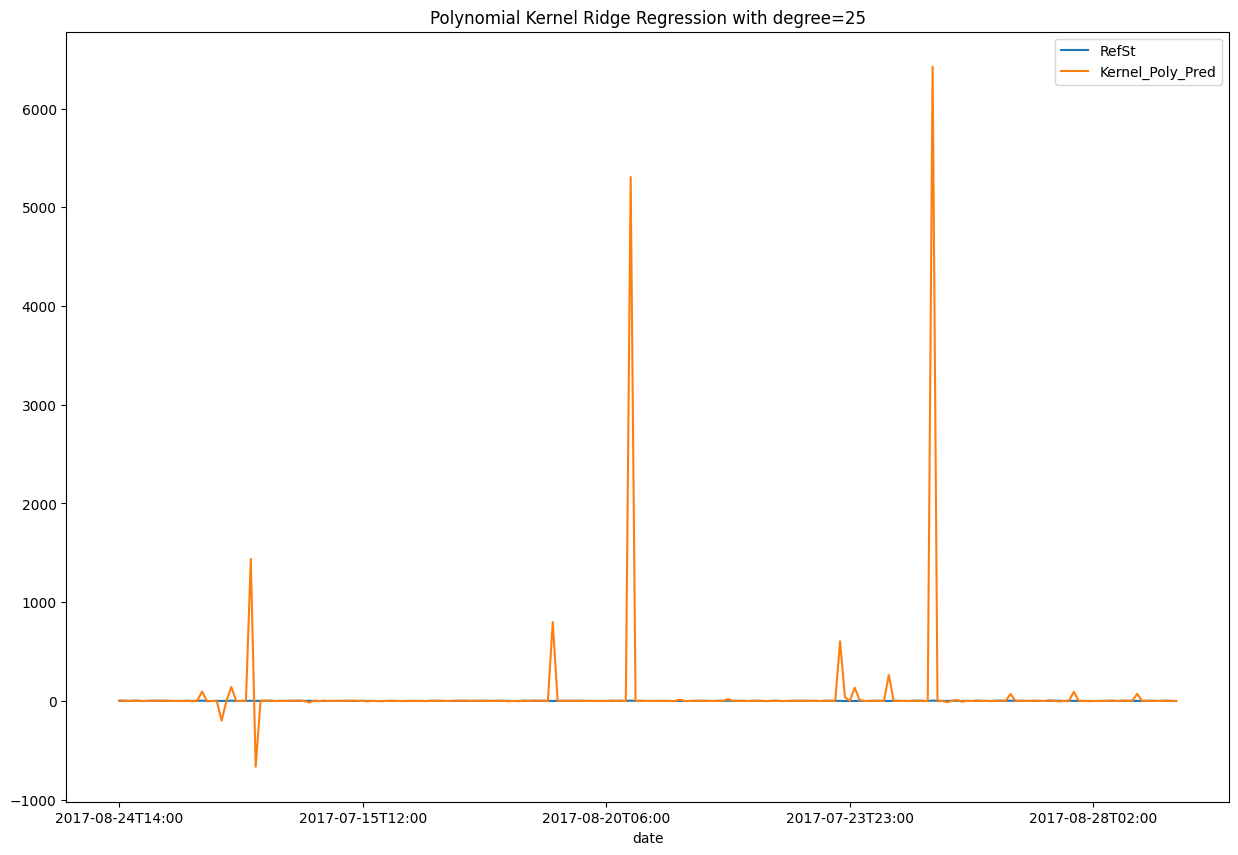 Polynomial Kernel Ridge Regression with degree=25
RefSt
Kernel_Poly_Pred
6000
5000
4000
3000
2000
1000
0
−1000
2017-08-24T14:00
2017-07-15T12:00
2017-08-20T06:00
2017-07-23T23:00
2017-08-28T02:00
date